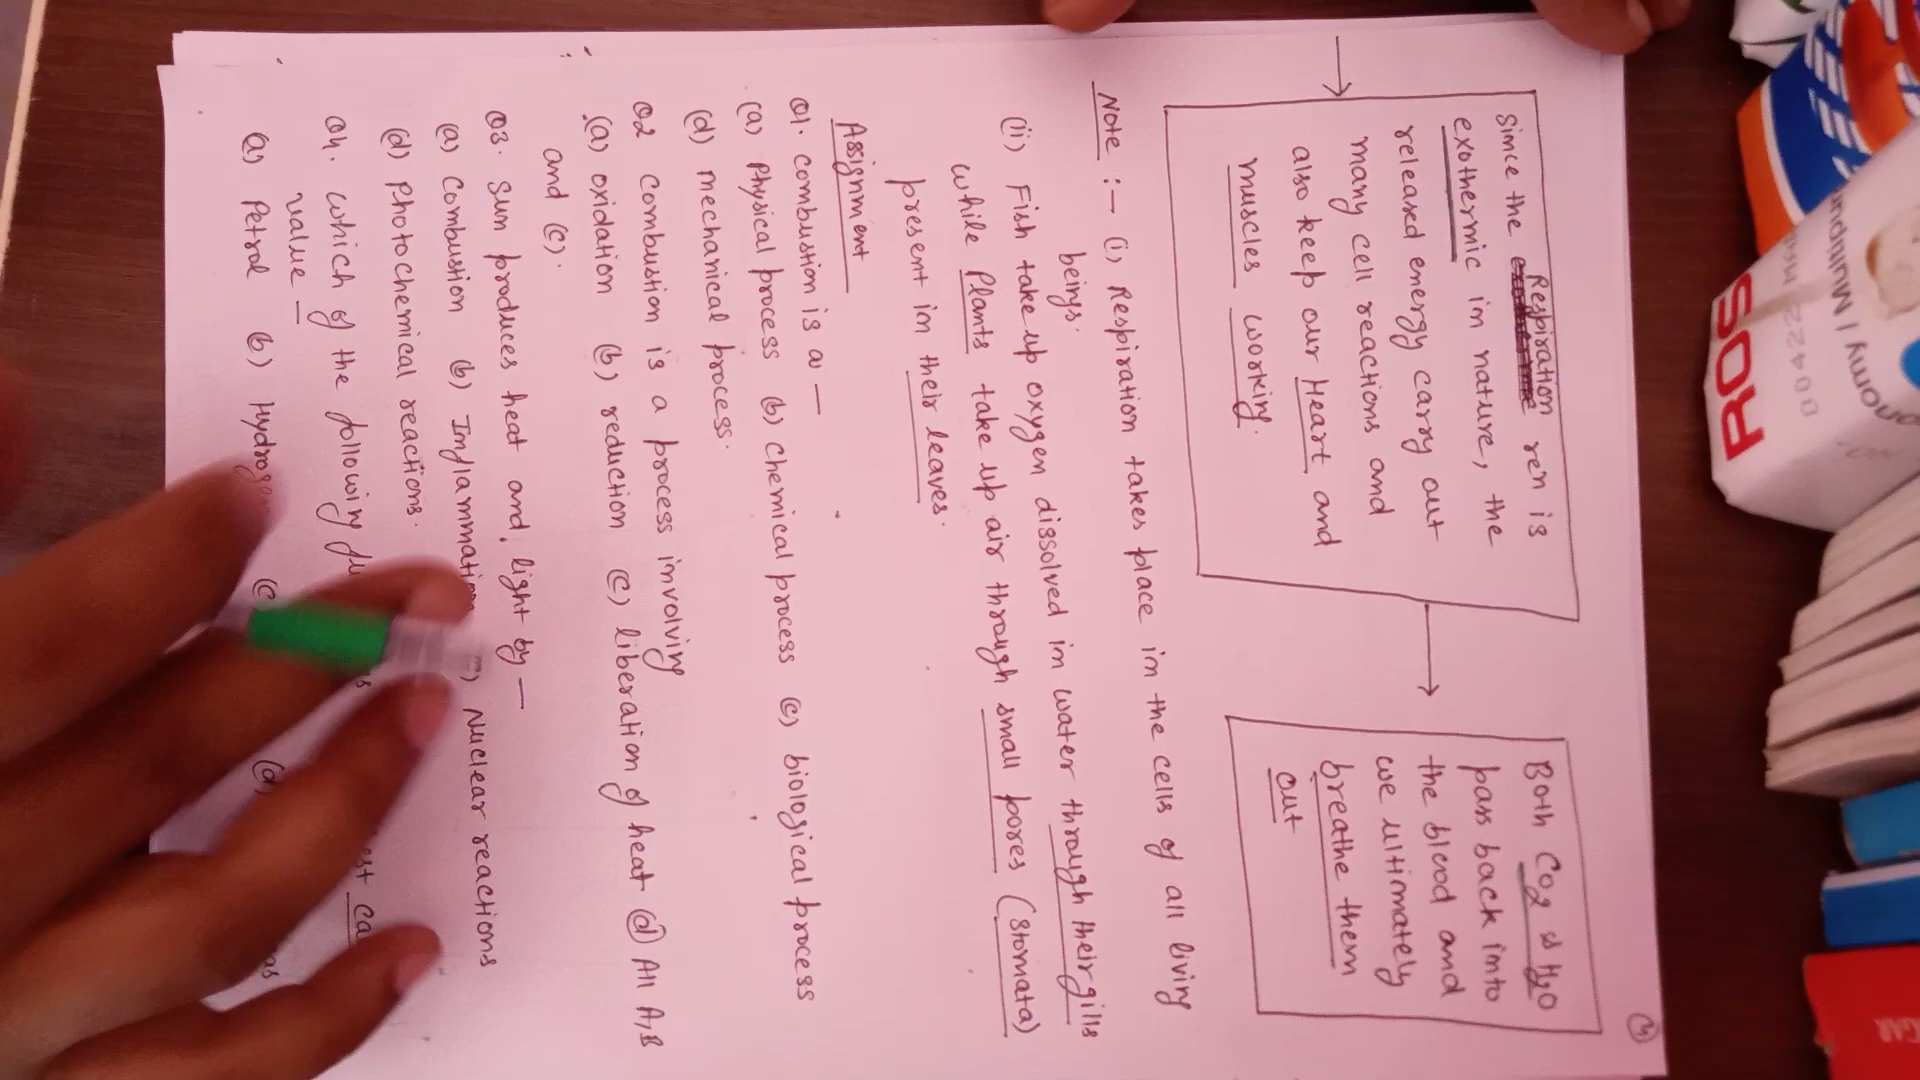 4
Respiration
Since the rxn is
exothermic in nature, the
released energy carry out
many cell reactions and
also keep our Heart and
muscles working.
Both CO2 & H2O
pass back into
the blood and
we ultimately
breathe them
out
Note :- (i) Respiration takes place in the cells of all living
beings.
(ii) Fish take up oxygen dissolved in water through their gills
while Plants take up air through small pores (stomata)
present in their leaves.
Assignment
Q1. Combustion is a —
(a) Physical process (b) chemical process (c) biological process
(d) mechanical process.
Q2 Combustion is a process involving
(a) oxidation (b) reduction (c) liberation of heat (d) All A, B
and (c).
Q3. Sun produces heat and light by —
(a) Combustion (b) Inflammation (c) Nuclear reactions
(d) Photochemical reactions.
Q4. Which of the following
value —
(a) Petrol (b) Hydrogen (c) (d)
ROS